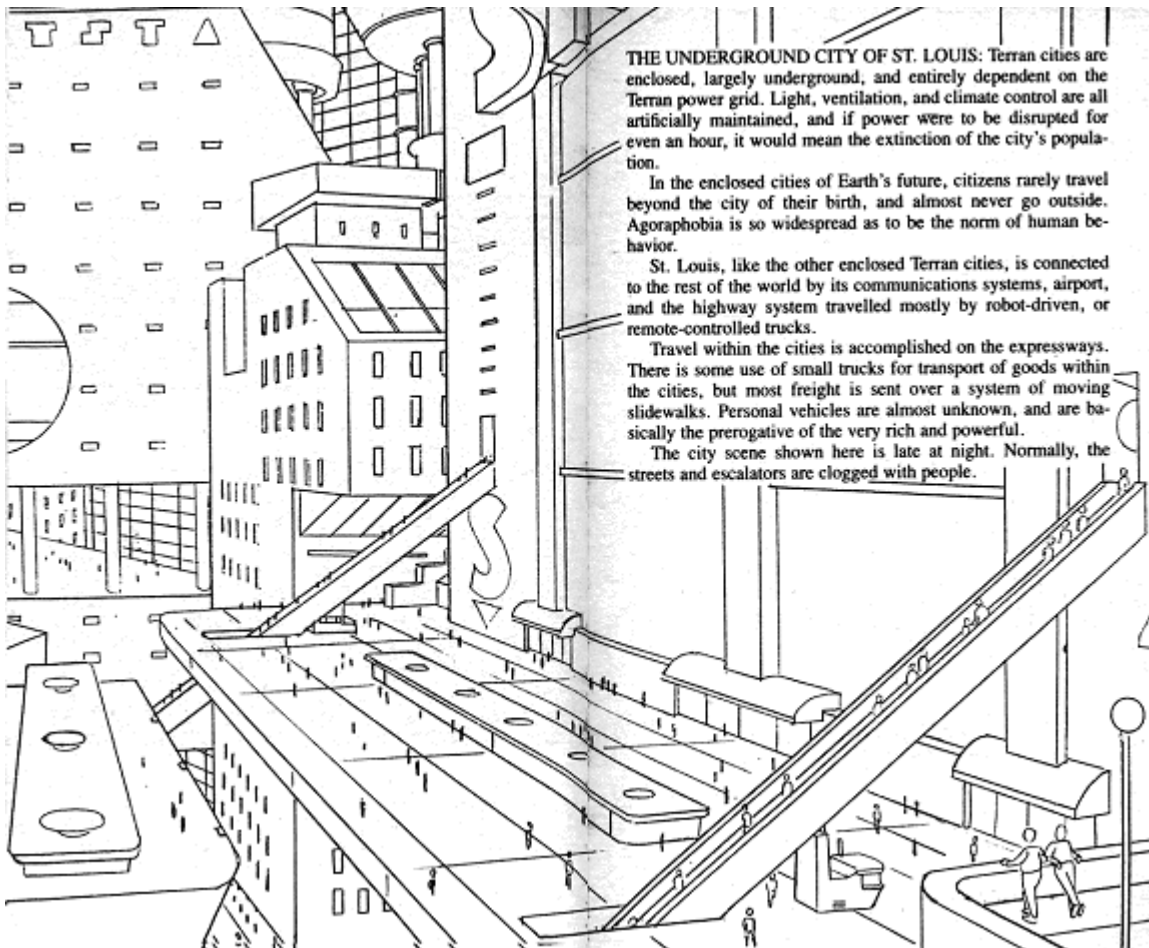 THE UNDERGROUND CITY OF ST. LOUIS: Terran cities are
enclosed, largely underground, and entirely dependent on the
Terran power grid. Light, ventilation, and climate control are all
artificially maintained, and if power were to be disrupted for
even an hour, it would mean the extinction of the city's popula-
tion.
In the enclosed cities of Earth's future, citizens rarely travel
beyond the city of their birth, and almost never go outside.
Agoraphobia is so widespread as to be the norm of human be-
havior.
St. Louis, like the other enclosed Terran cities, is connected
to the rest of the world by its communications systems, airport,
and the highway system travelled mostly by robot-driven, or
remote-controlled trucks.
Travel within the cities is accomplished on the expressways.
There is some use of small trucks for transport of goods within
the cities, but most freight is sent over a system of moving
slidewalks. Personal vehicles are almost unknown, and are ba-
sically the prerogative of the very rich and powerful.
The city scene shown here is late at night. Normally, the
streets and escalators are clogged with people.